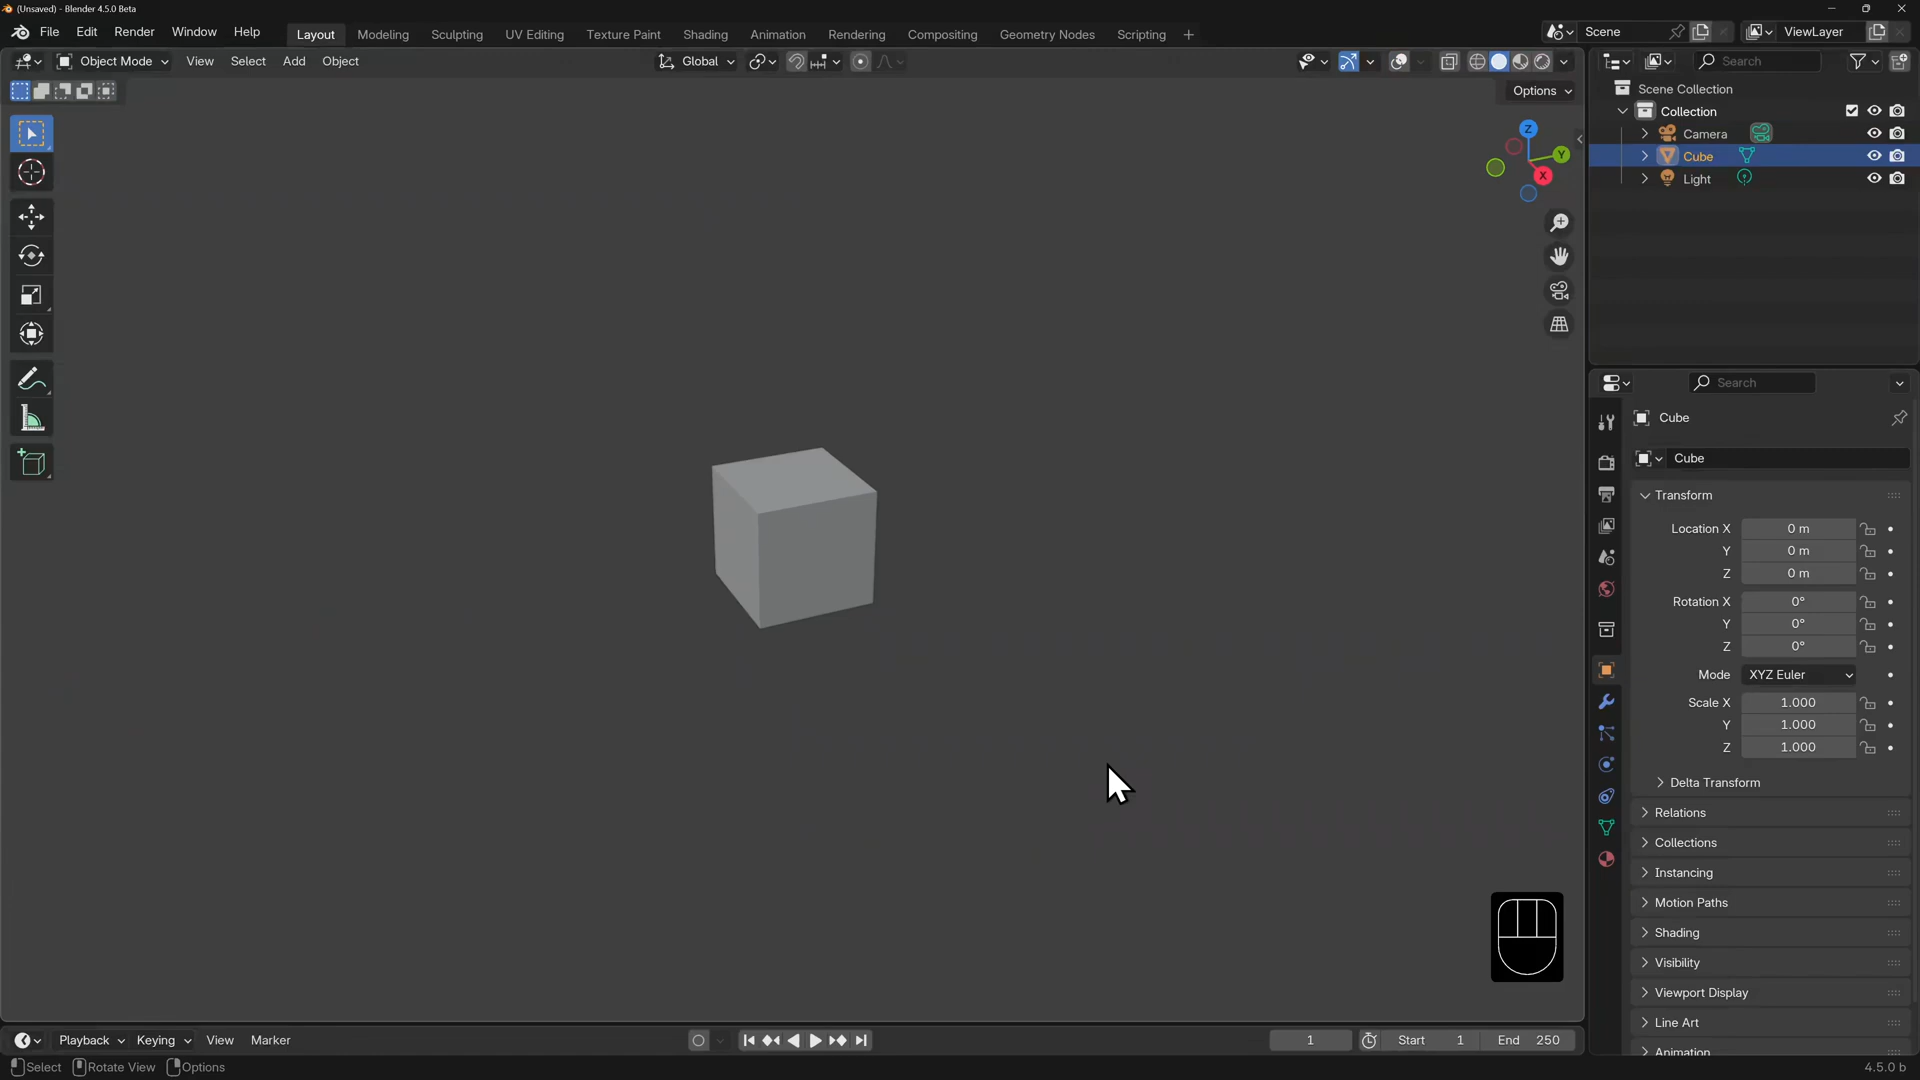 (Unsaved) - Blender 4.5.0 Beta
File Edit Render Window Help Layout Modeling Sculpting UV Editing Texture Paint Shading Animation Rendering Compositing Geometry Nodes Scripting + Scene ViewLayer
Object Mode View Select Add Object Global Search
Options
Scene Collection
Collection
Camera
Cube
Light
Z
Y
X
Search
Cube
Cube
Transform
Location X 0 m
Y 0 m
Z 0 m
Rotation X 0°
Y 0°
Z 0°
Mode XYZ Euler
Scale X 1.000
Y 1.000
Z 1.000
Delta Transform
Relations
Collections
Instancing
Motion Paths
Shading
Visibility
Viewport Display
Line Art
Animation
Playback Keying View Marker 1 Start 1 End 250
Select Rotate View Options 4.5.0 b